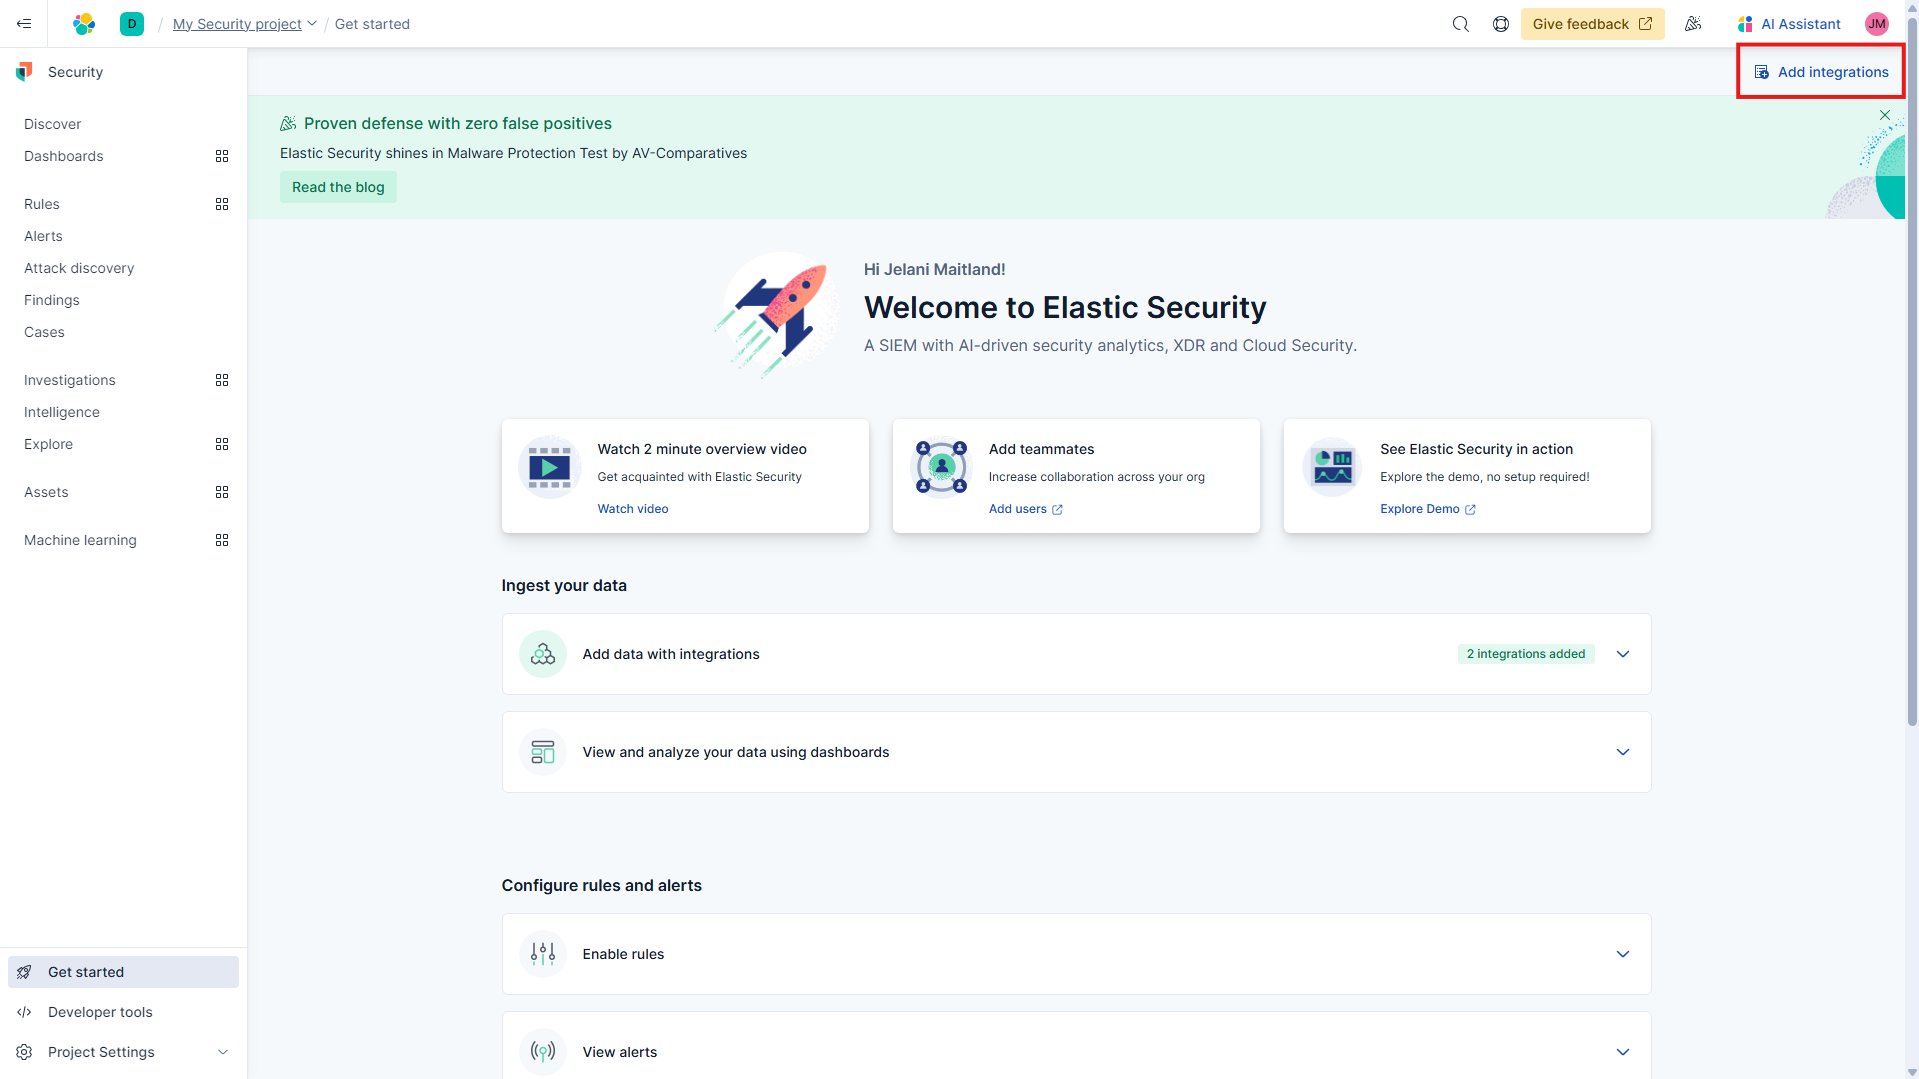 D / My Security project / Get started
Give feedback
AI Assistant
JM
Security
Add integrations
Discover
Dashboards
Rules
Alerts
Attack discovery
Findings
Cases
Investigations
Intelligence
Explore
Assets
Machine learning
Get started
Developer tools
Project Settings
Proven defense with zero false positives
Elastic Security shines in Malware Protection Test by AV-Comparatives
Read the blog
Hi Jelani Maitland!
Welcome to Elastic Security
A SIEM with AI-driven security analytics, XDR and Cloud Security.
Watch 2 minute overview video
Get acquainted with Elastic Security
Watch video
Add teammates
Increase collaboration across your org
Add users
See Elastic Security in action
Explore the demo, no setup required!
Explore Demo
Ingest your data
Add data with integrations
2 integrations added
View and analyze your data using dashboards
Configure rules and alerts
Enable rules
View alerts